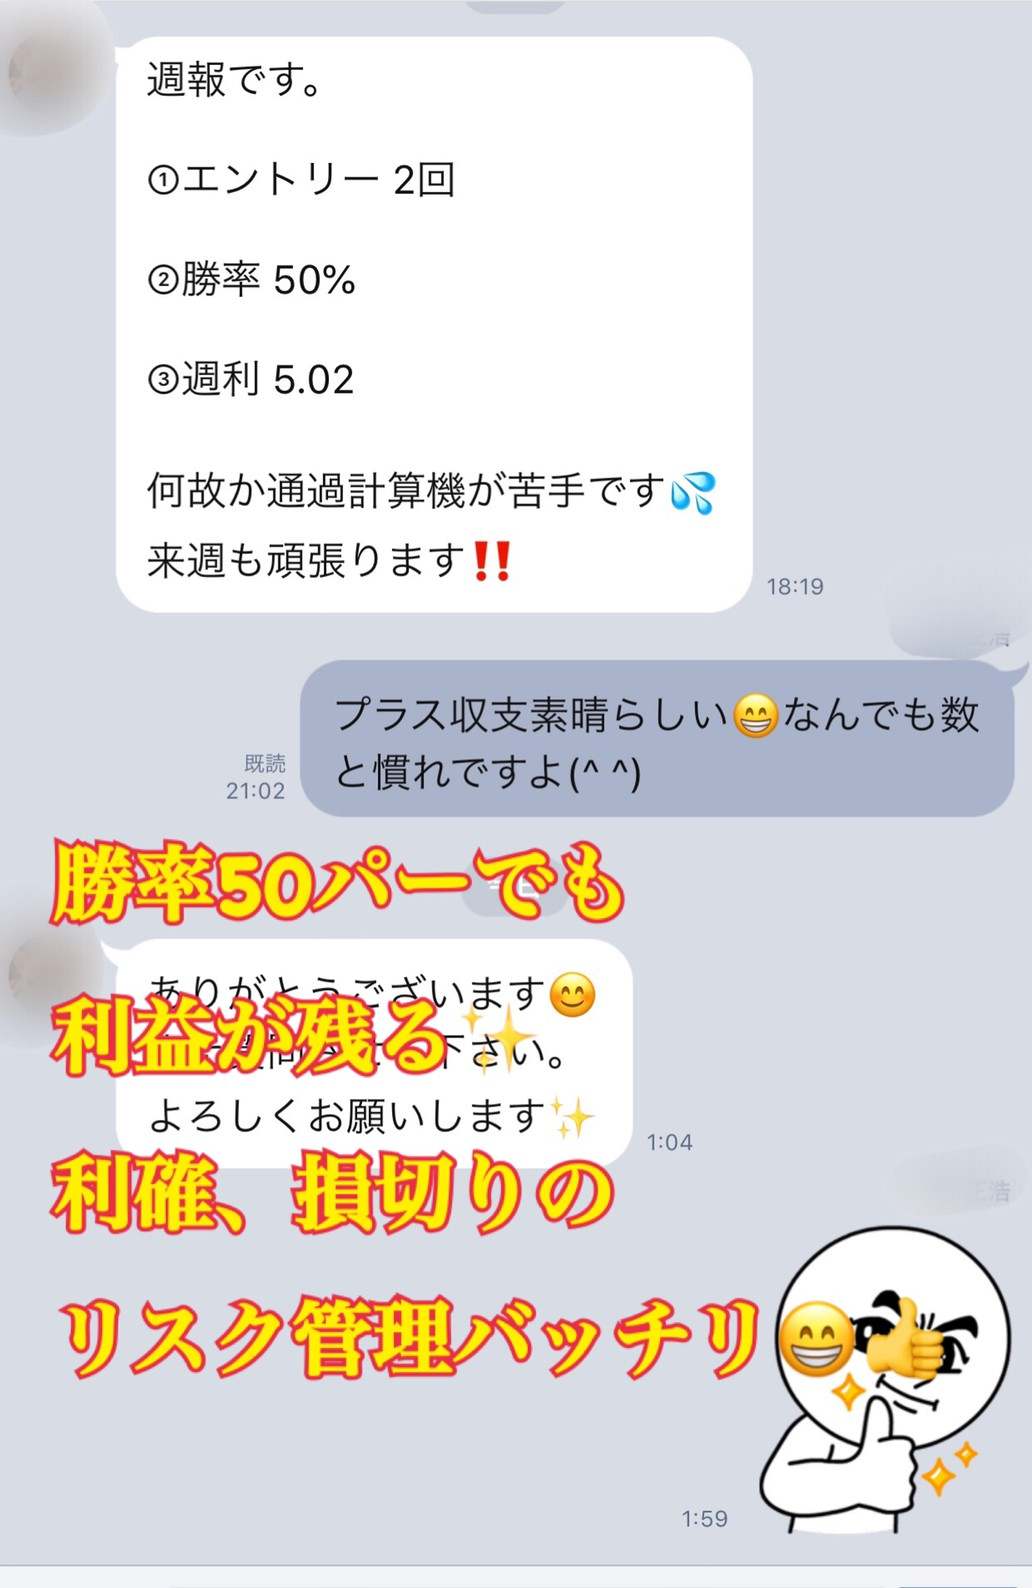 週報です。
①エントリー 2回
②勝率 50%
③週利 5.02
何故か通過計算機が苦手です💦
来週も頑張ります‼️
18:19
プラス収支素晴らしい😁なんでも数
と慣れですよ(^ ^)
既読
21:02
勝率50パーでも
ありがとうございます😊
利益が残る✨
下さい。
よろしくお願いします✨
1:04
利確、損切りの
リスク管理バッチリ😁👍
1:59